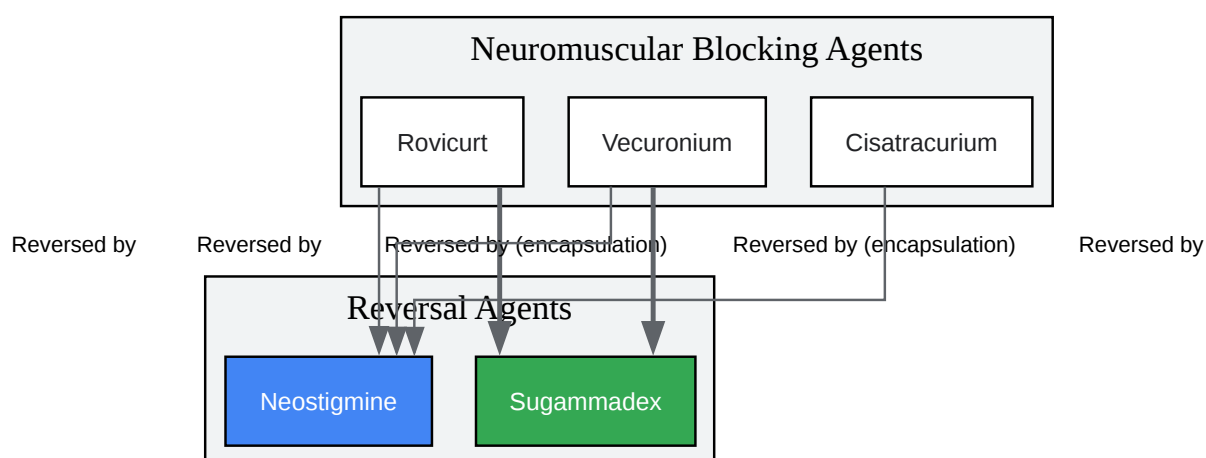 Neuromuscular Blocking Agents
Rovicurt
Vecuronium
Cisatracurium
Reversed by
Reversed by
Reversed by (encapsulation)
Reversed by (encapsulation)
Reversed by
Reversal Agents
Neostigmine
Sugammadex